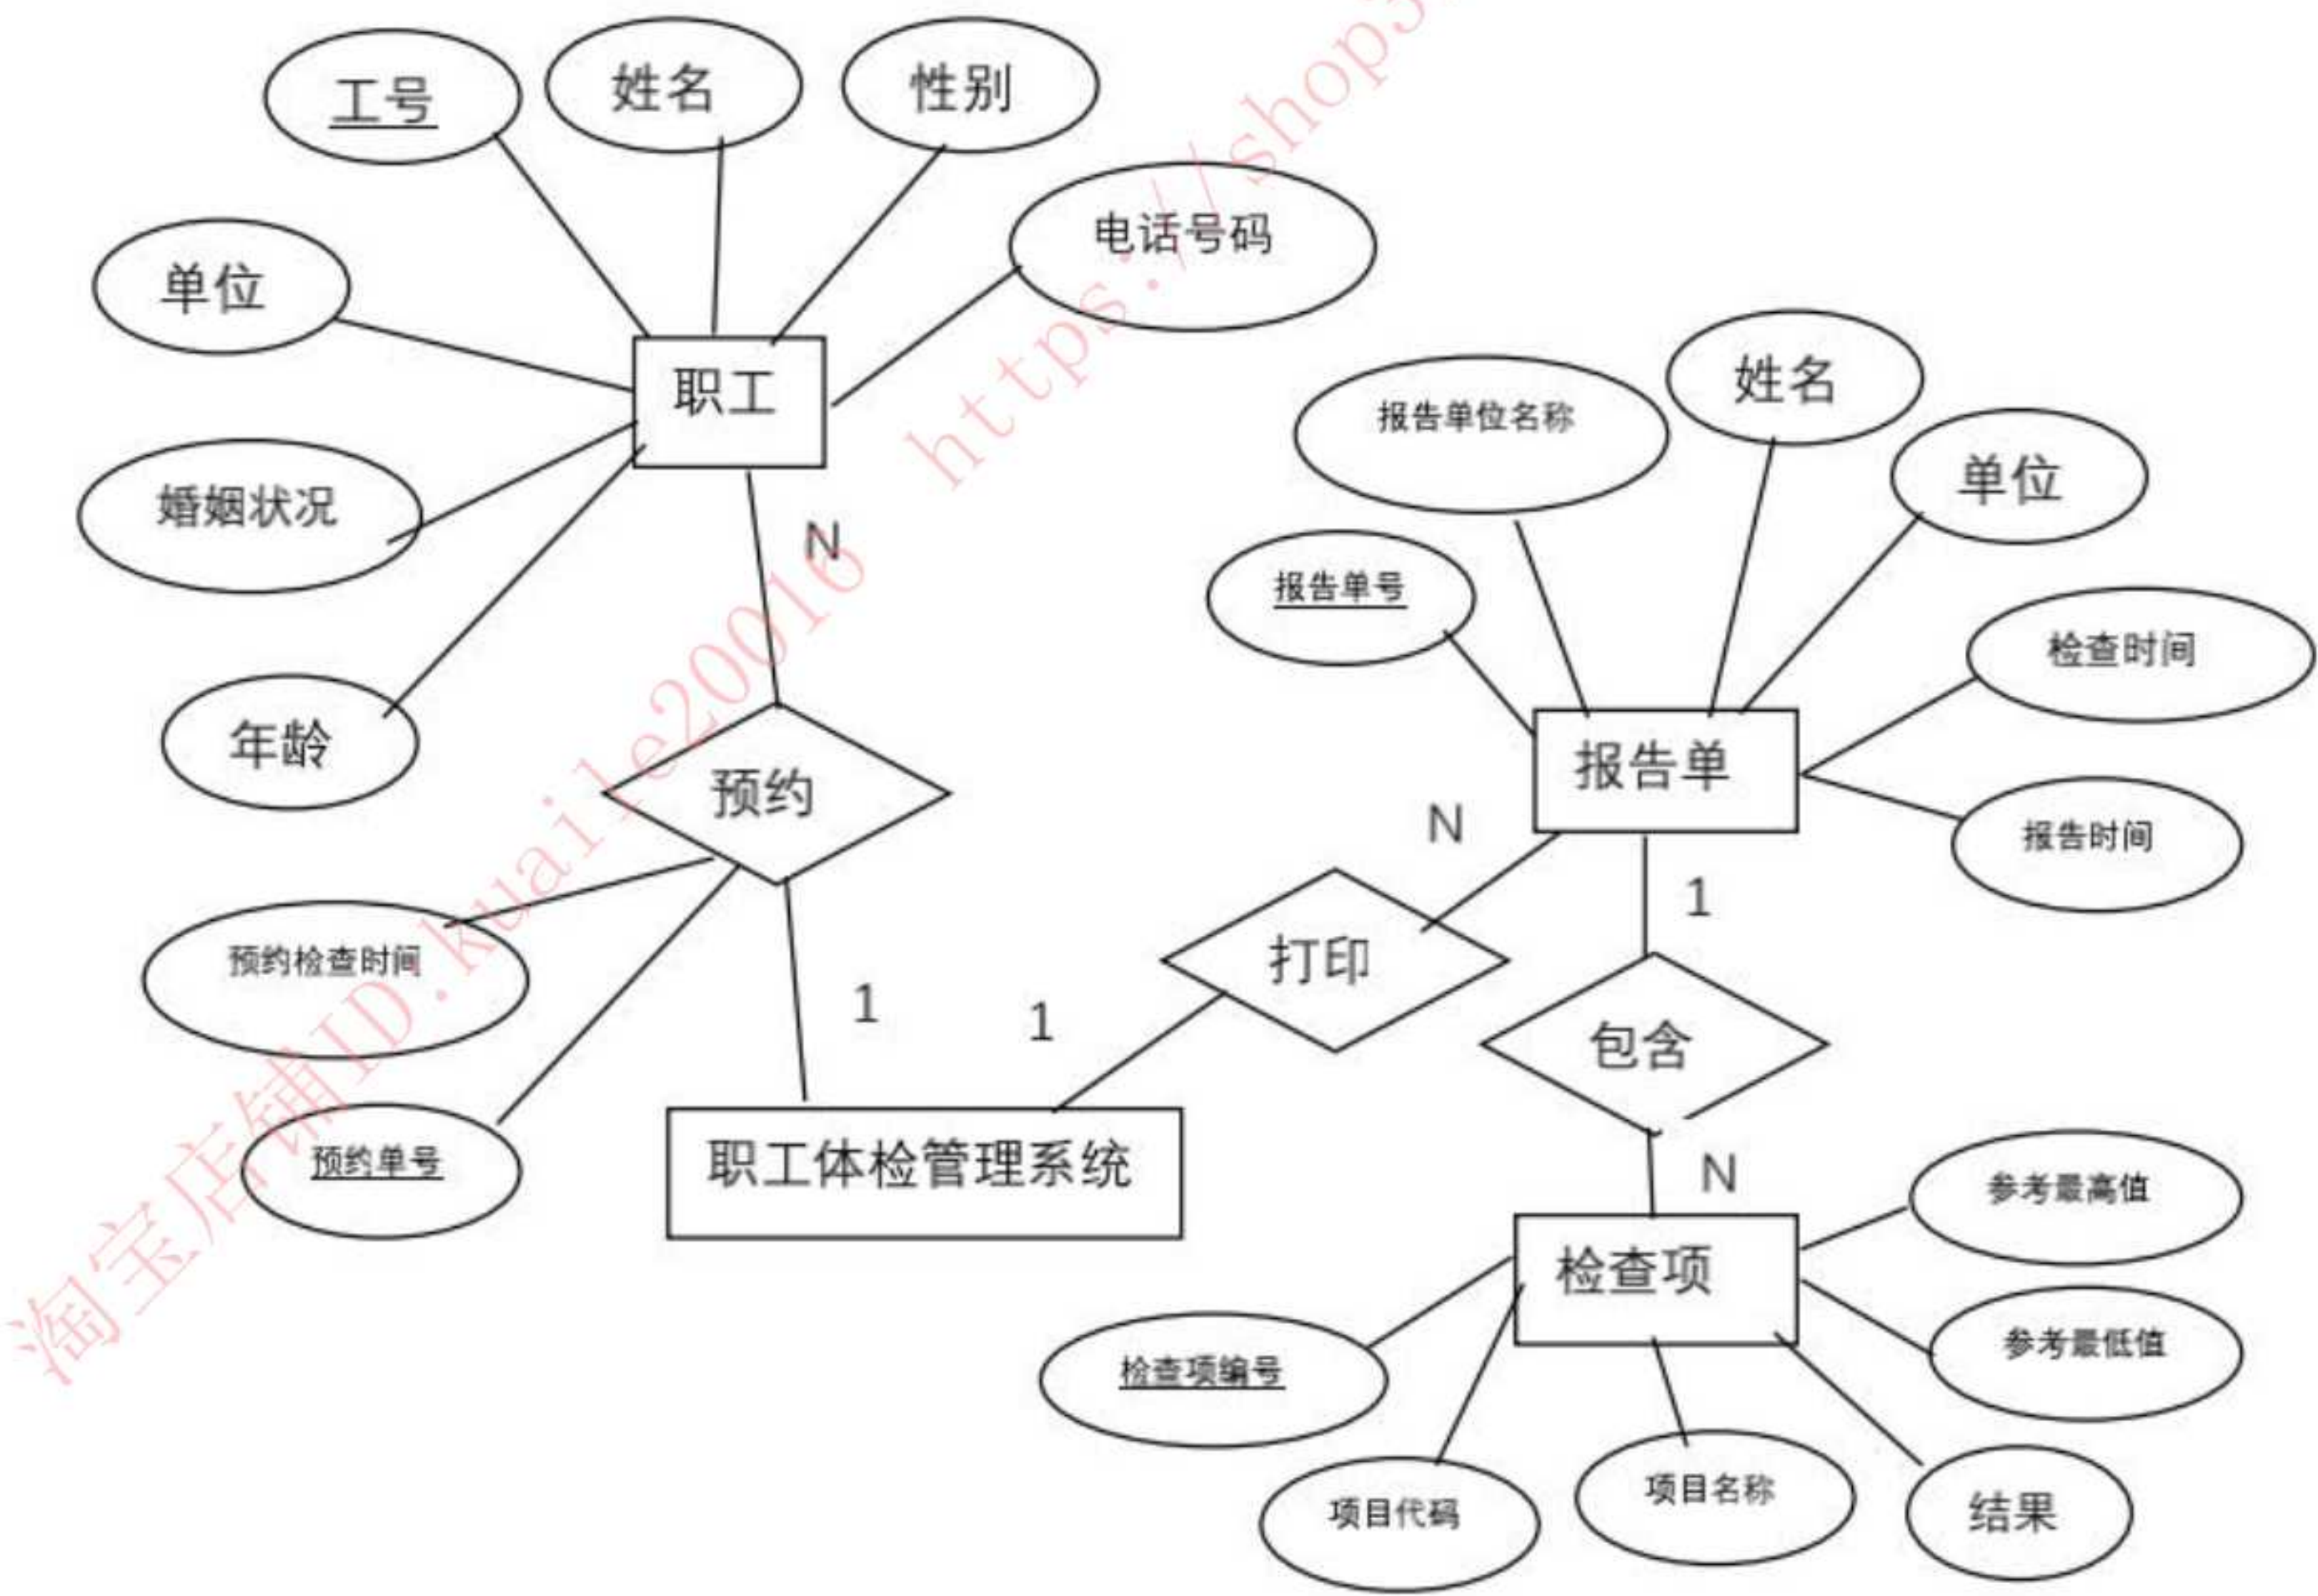 工号
姓名
性别
电话号码
单位
职工
婚姻状况
年龄
N
预约
预约检查时间
预约单号
1
职工体检管理系统
1
打印
N
报告单位名称
姓名
单位
报告单号
检查时间
报告单
报告时间
1
包含
N
检查项
参考最高值
参考最低值
检查项编号
项目代码
项目名称
结果
淘宝店铺ID.kuaile20016 https://shop3